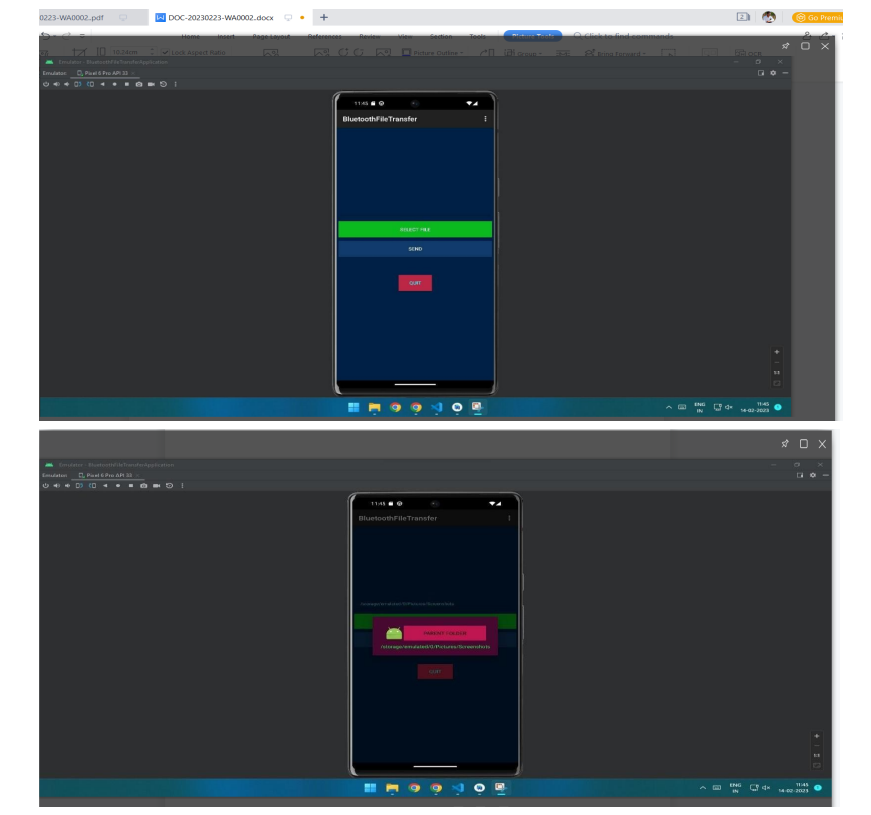 0223-WA0002..pdf
DOC-20230223-WA0002..docx
+
2
Go Premiu
Home Insert Page Layout References Review View Section Tools Picture Tools Click to find commands
10.24cm Lock Aspect Ratio Picture Outline Group Bring Forward OCR
Emulator - BluetoothFileTransferApplication
Emulator: Pixel 6 Pro API 33
11:45
BluetoothFileTransfer
SELECT FILE
SEND
QUIT
1:1
ENG
IN
11:45
14-02-2023
Emulator - BluetoothFileTransferApplication
Emulator: Pixel 6 Pro API 33
11:45
BluetoothFileTransfer
/storage/emulated/0/Pictures/Screenshots
PARENT FOLDER
/storage/emulated/0/Pictures/Screenshots
QUIT
1:1
ENG
IN
11:45
14-02-2023